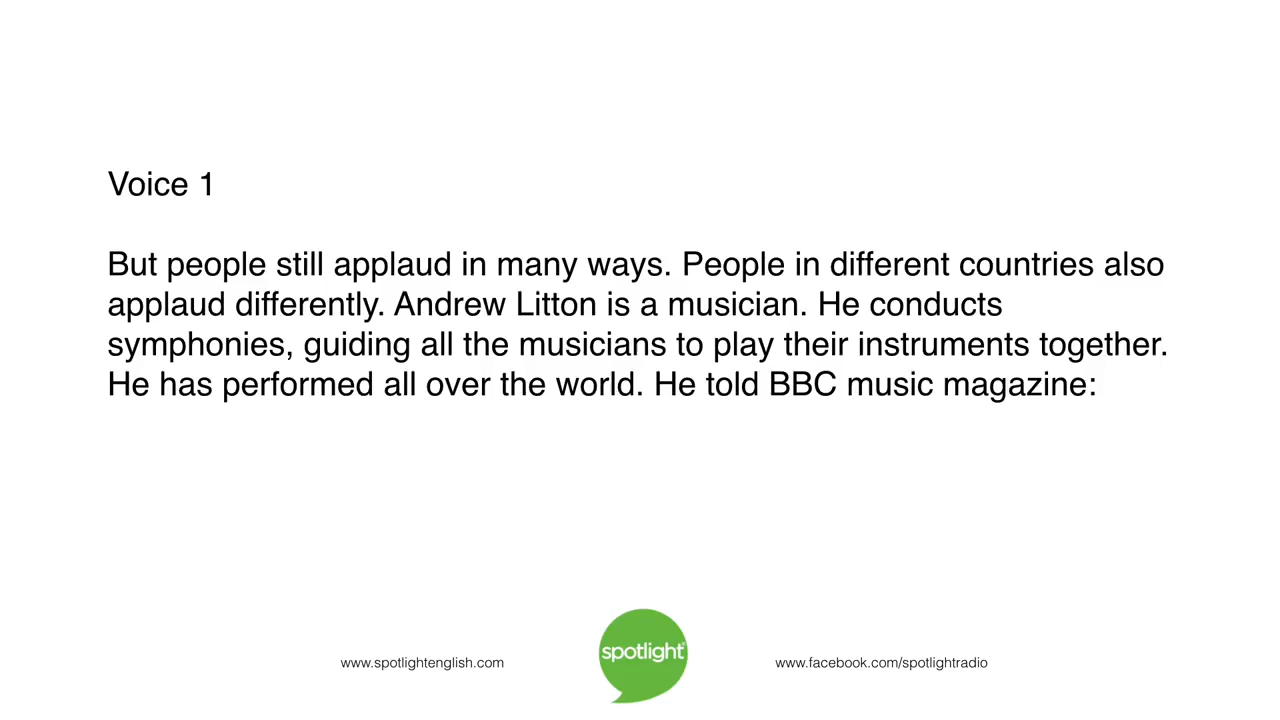 Voice 1
But people still applaud in many ways. People in different countries also
applaud differently. Andrew Litton is a musician. He conducts
symphonies, guiding all the musicians to play their instruments together.
He has performed all over the world. He told BBC music magazine:
www.spotlightenglish.com
spotlight
www.facebook.com/spotlightradio